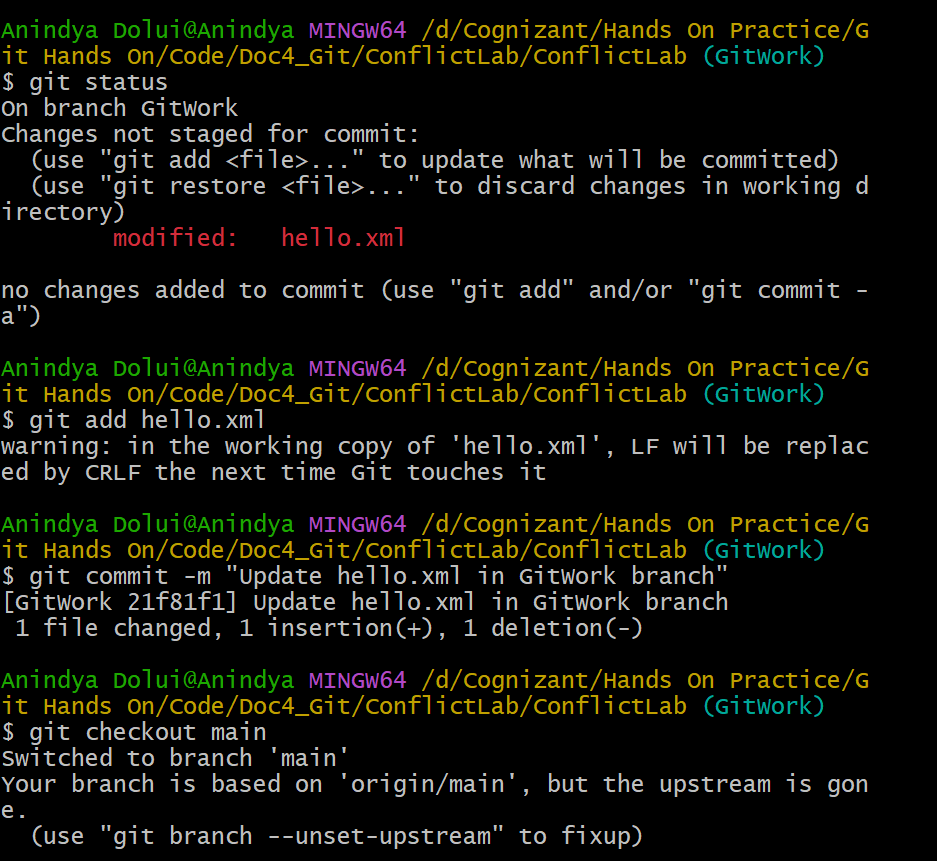 Anindya Dolui@Anindya MINGW64 /d/Cognizant/Hands On Practice/G
it Hands On/Code/Doc4_Git/ConflictLab/ConflictLab (GitWork)
$ git status
On branch GitWork
Changes not staged for commit:
  (use "git add <file>..." to update what will be committed)
  (use "git restore <file>..." to discard changes in working d
irectory)
        modified:   hello.xml

no changes added to commit (use "git add" and/or "git commit -
a")

Anindya Dolui@Anindya MINGW64 /d/Cognizant/Hands On Practice/G
it Hands On/Code/Doc4_Git/ConflictLab/ConflictLab (GitWork)
$ git add hello.xml
warning: in the working copy of 'hello.xml', LF will be replac
ed by CRLF the next time Git touches it

Anindya Dolui@Anindya MINGW64 /d/Cognizant/Hands On Practice/G
it Hands On/Code/Doc4_Git/ConflictLab/ConflictLab (GitWork)
$ git commit -m "Update hello.xml in GitWork branch"
[GitWork 21f81f1] Update hello.xml in GitWork branch
 1 file changed, 1 insertion(+), 1 deletion(-)

Anindya Dolui@Anindya MINGW64 /d/Cognizant/Hands On Practice/G
it Hands On/Code/Doc4_Git/ConflictLab/ConflictLab (GitWork)
$ git checkout main
Switched to branch 'main'
Your branch is based on 'origin/main', but the upstream is gon
e.
  (use "git branch --unset-upstream" to fixup)